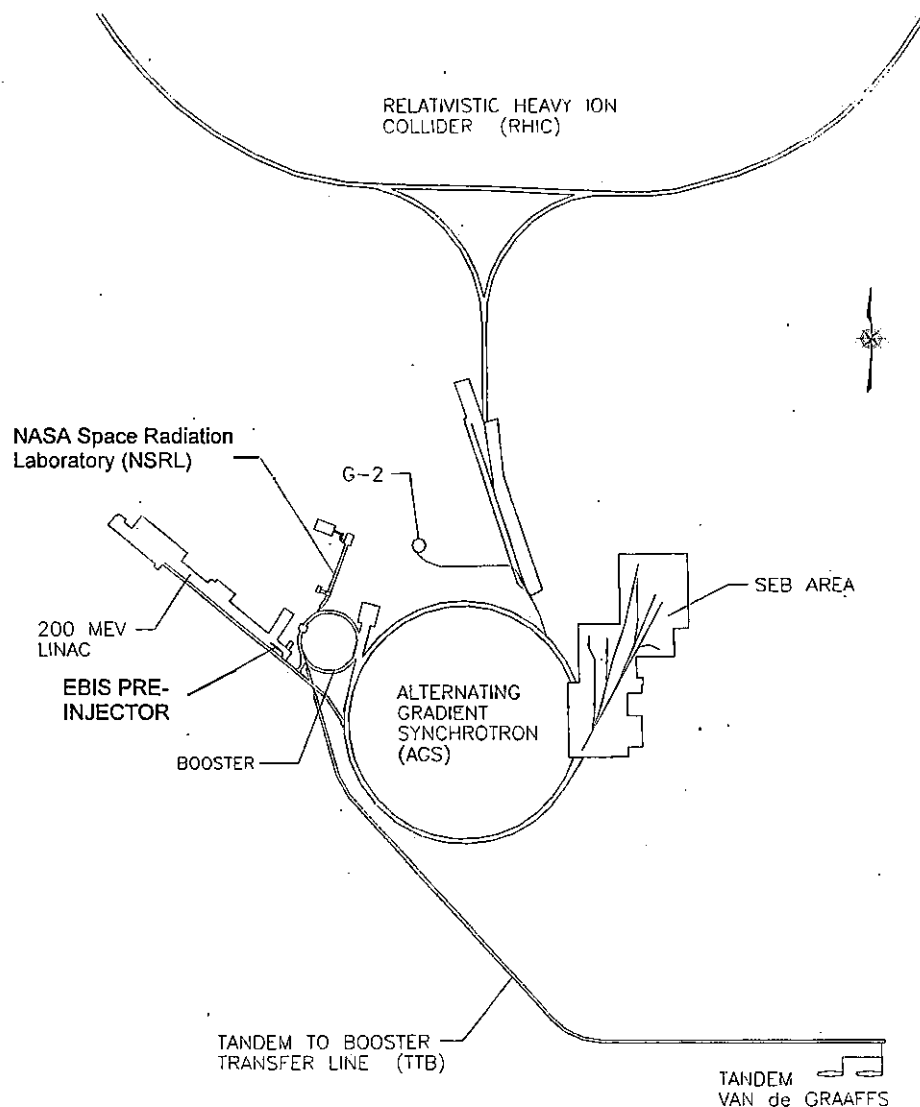 RELATIVISTIC HEAVY ION
COLLIDER (RHIC)
NASA Space Radiation
Laboratory (NSRL)
G-2
SEB AREA
200 MEV
LINAC
EBIS PRE-
INJECTOR
ALTERNATING
GRADIENT
SYNCHROTRON
(AGS)
BOOSTER
TANDEM TO BOOSTER
TRANSFER LINE (TTB)
TANDEM
VAN de GRAAFFS